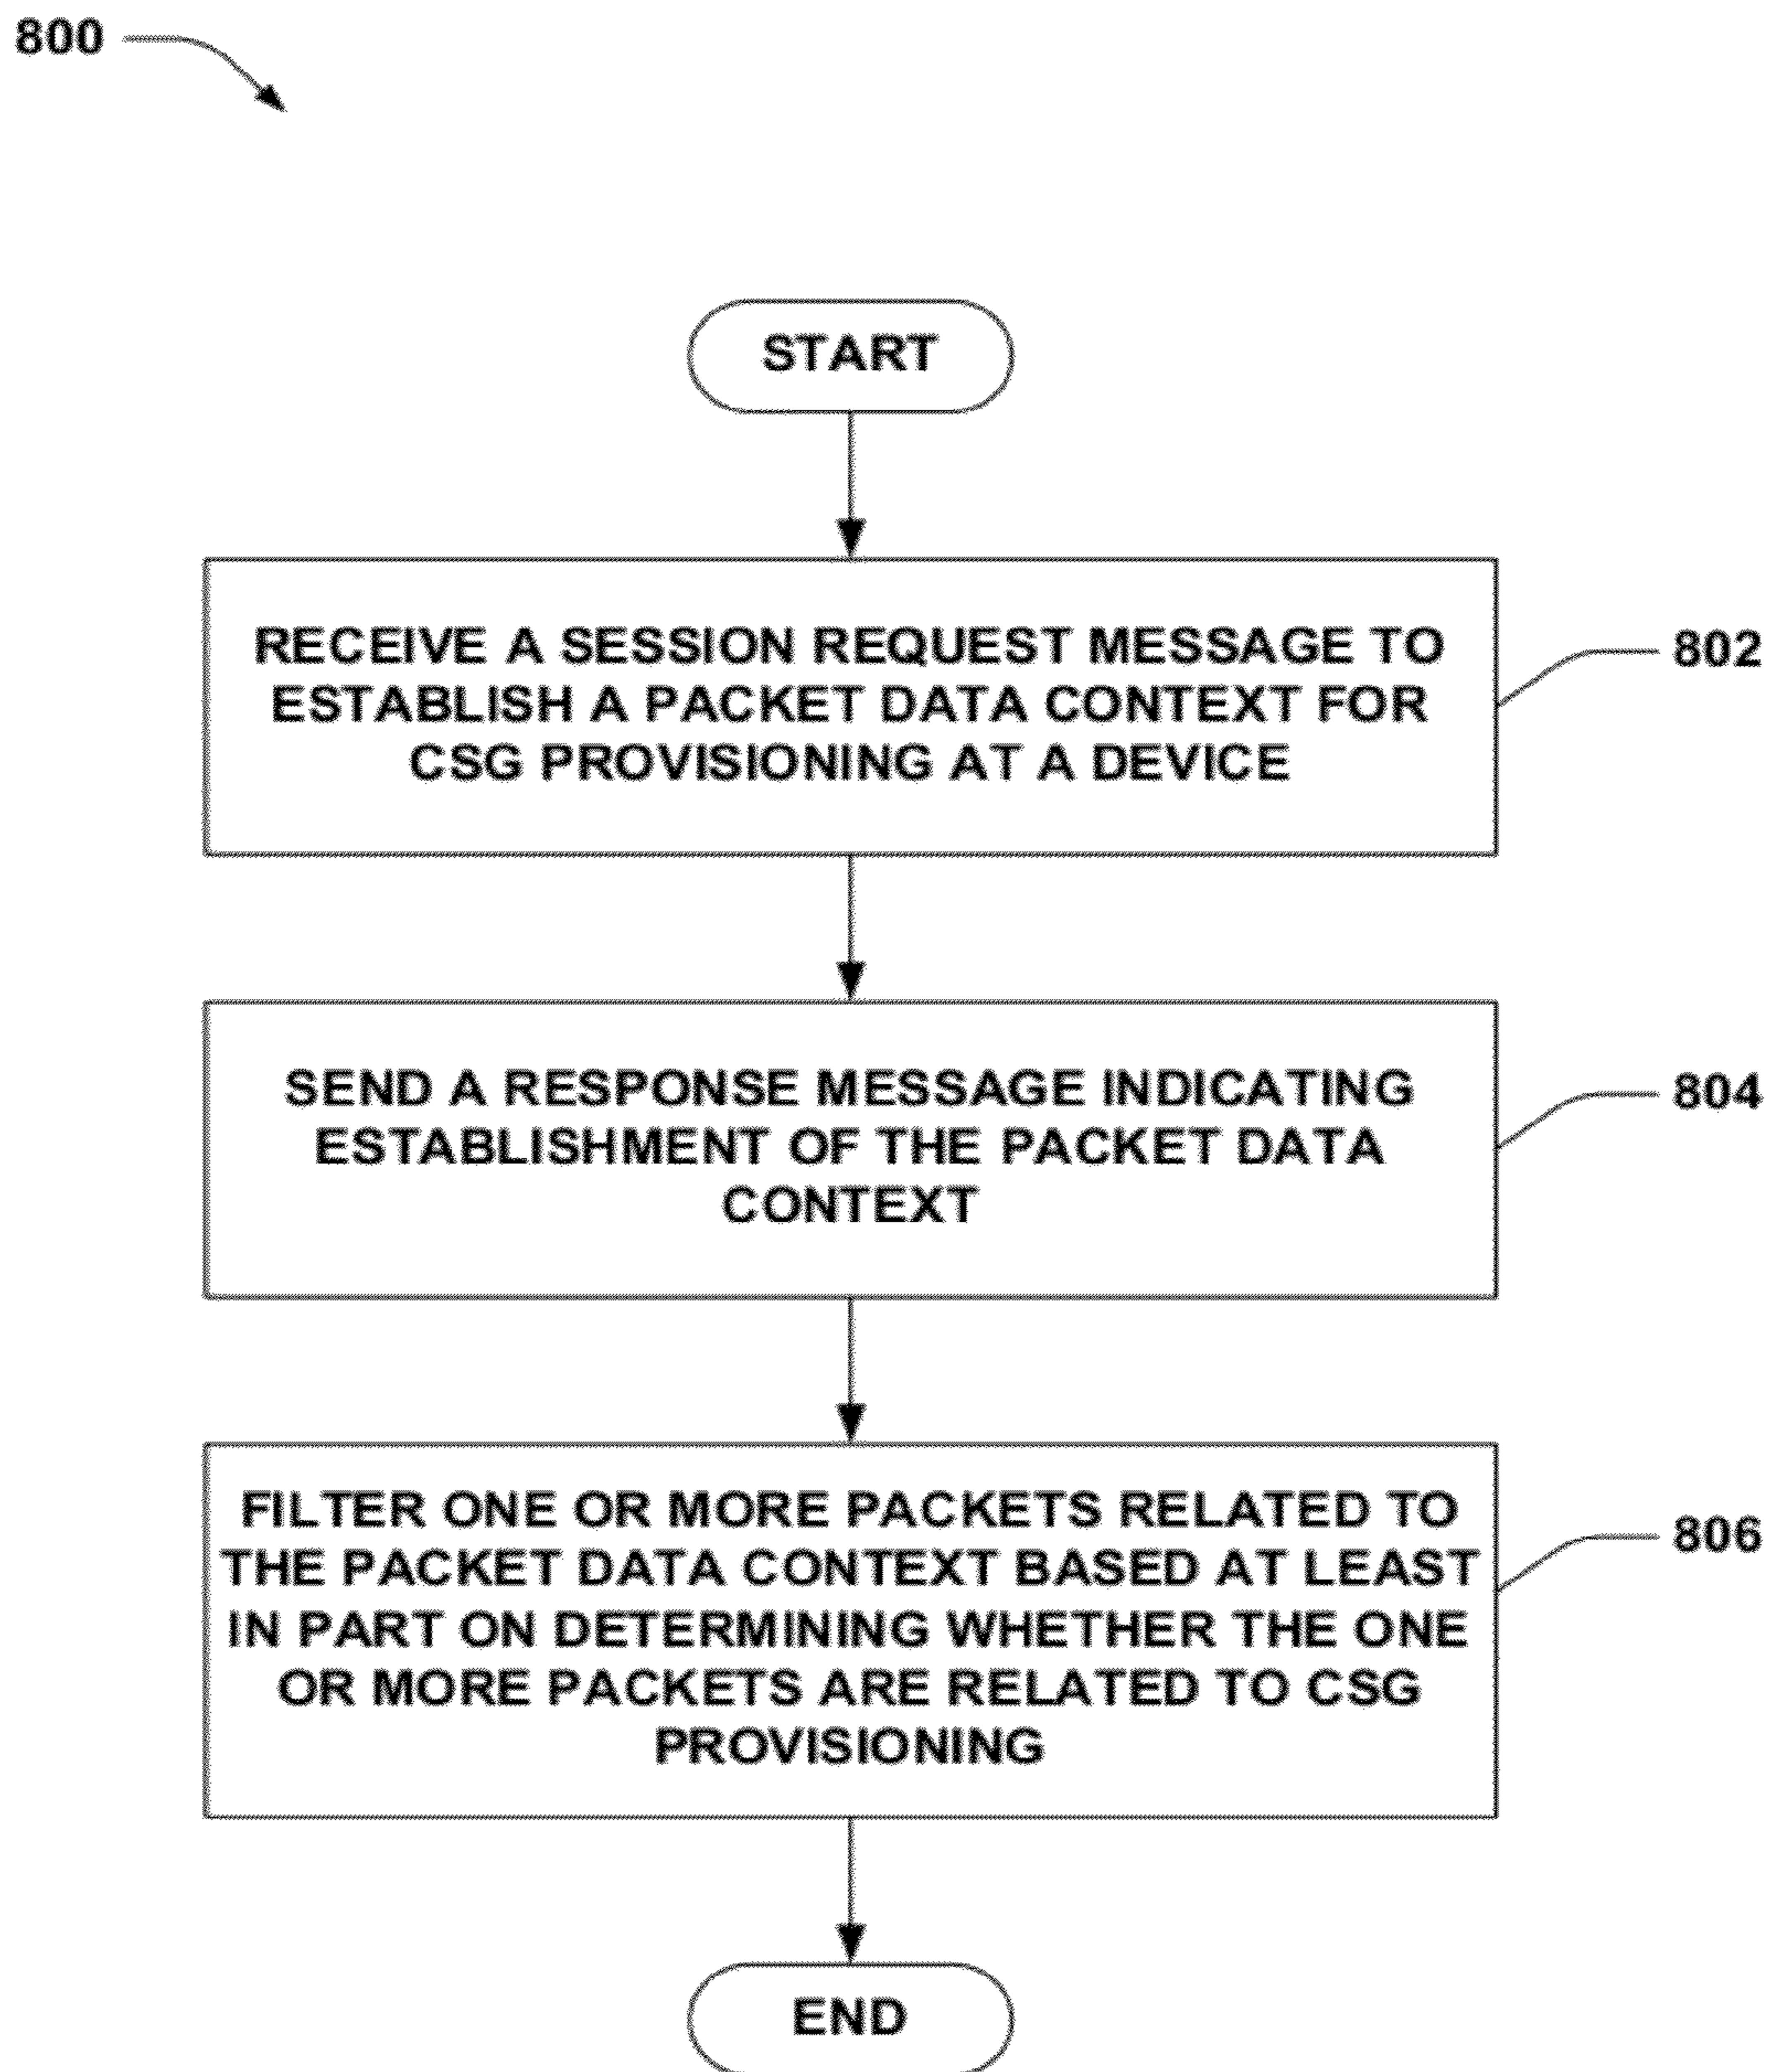 800
START
RECEIVE A SESSION REQUEST MESSAGE TO
ESTABLISH A PACKET DATA CONTEXT FOR
CSG PROVISIONING AT A DEVICE
802
SEND A RESPONSE MESSAGE INDICATING
ESTABLISHMENT OF THE PACKET DATA
CONTEXT
804
FILTER ONE OR MORE PACKETS RELATED TO
THE PACKET DATA CONTEXT BASED AT LEAST
IN PART ON DETERMINING WHETHER THE ONE
OR MORE PACKETS ARE RELATED TO CSG
PROVISIONING
806
END